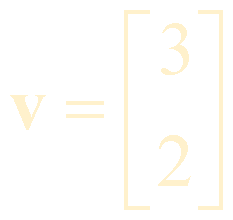 v = [3
2]